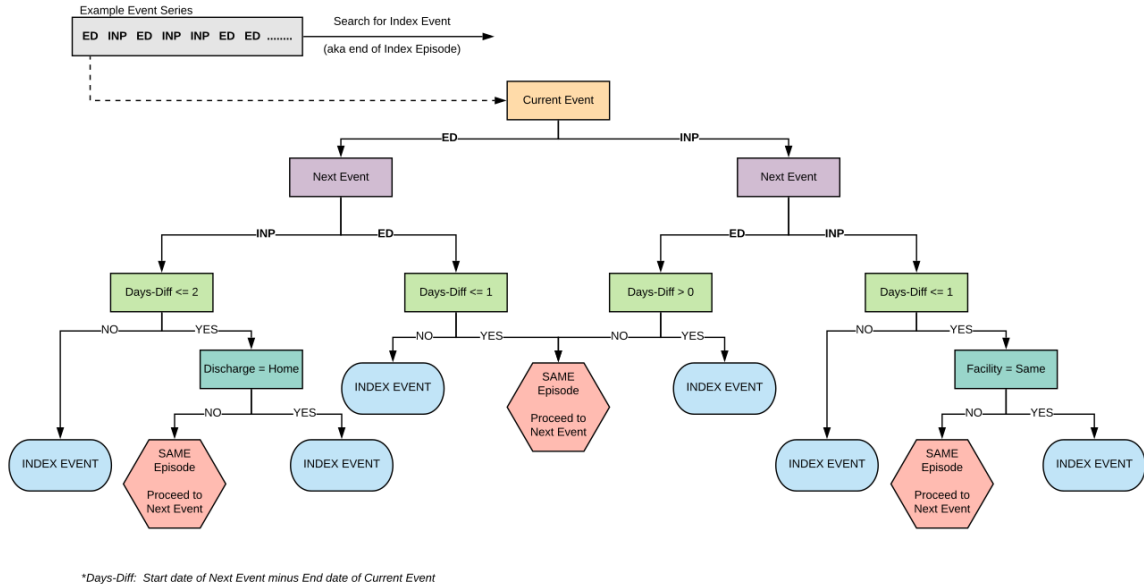 Example Event Series
ED INP ED INP INP ED ED ........
Search for Index Event
(aka end of Index Episode)
Current Event
ED
INP
Next Event
Next Event
INP
ED
ED
INP
Days-Diff <= 2
Days-Diff <= 1
Days-Diff > 0
Days-Diff <= 1
NO
YES
NO
YES
NO
YES
NO
YES
Discharge = Home
INDEX EVENT
SAME
Episode
Proceed to
Next Event
INDEX EVENT
Facility = Same
NO
YES
NO
YES
INDEX EVENT
SAME
Episode
Proceed to
Next Event
INDEX EVENT
INDEX EVENT
SAME
Episode
Proceed to
Next Event
INDEX EVENT
*Days-Diff: Start date of Next Event minus End date of Current Event